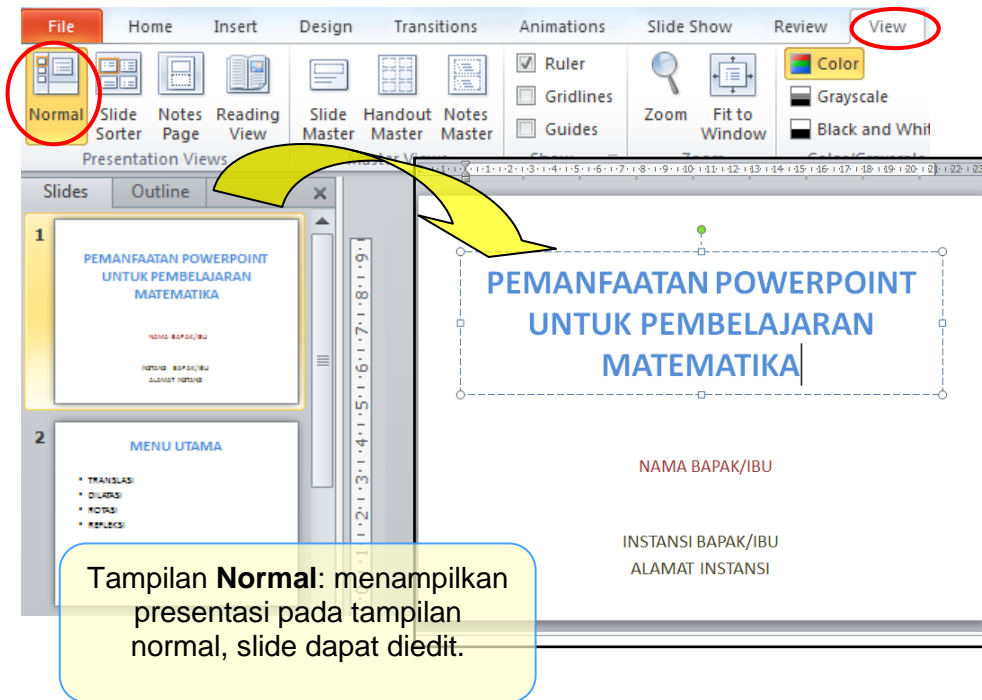 File Home Insert Design Transitions Animations Slide Show Review View
Normal Slide Sorter Notes Page Reading View Slide Master Handout Master Notes Master Ruler Gridlines Guides Zoom Fit to Window Color Grayscale Black and Whit
Presentation Views
Slides Outline
1
PEMANFAATAN POWERPOINT
UNTUK PEMBELAJARAN
MATEMATIKA
NAMA BAPAK/IBU
INSTANSI BAPAK/IBU
ALAMAT INSTANSI
2
MENU UTAMA
• TRANSLASI
• DILATASI
• ROTASI
• REFLEKSI
PEMANFAATAN POWERPOINT
UNTUK PEMBELAJARAN
MATEMATIKA
NAMA BAPAK/IBU
INSTANSI BAPAK/IBU
ALAMAT INSTANSI
Tampilan Normal: menampilkan
presentasi pada tampilan
normal, slide dapat diedit.